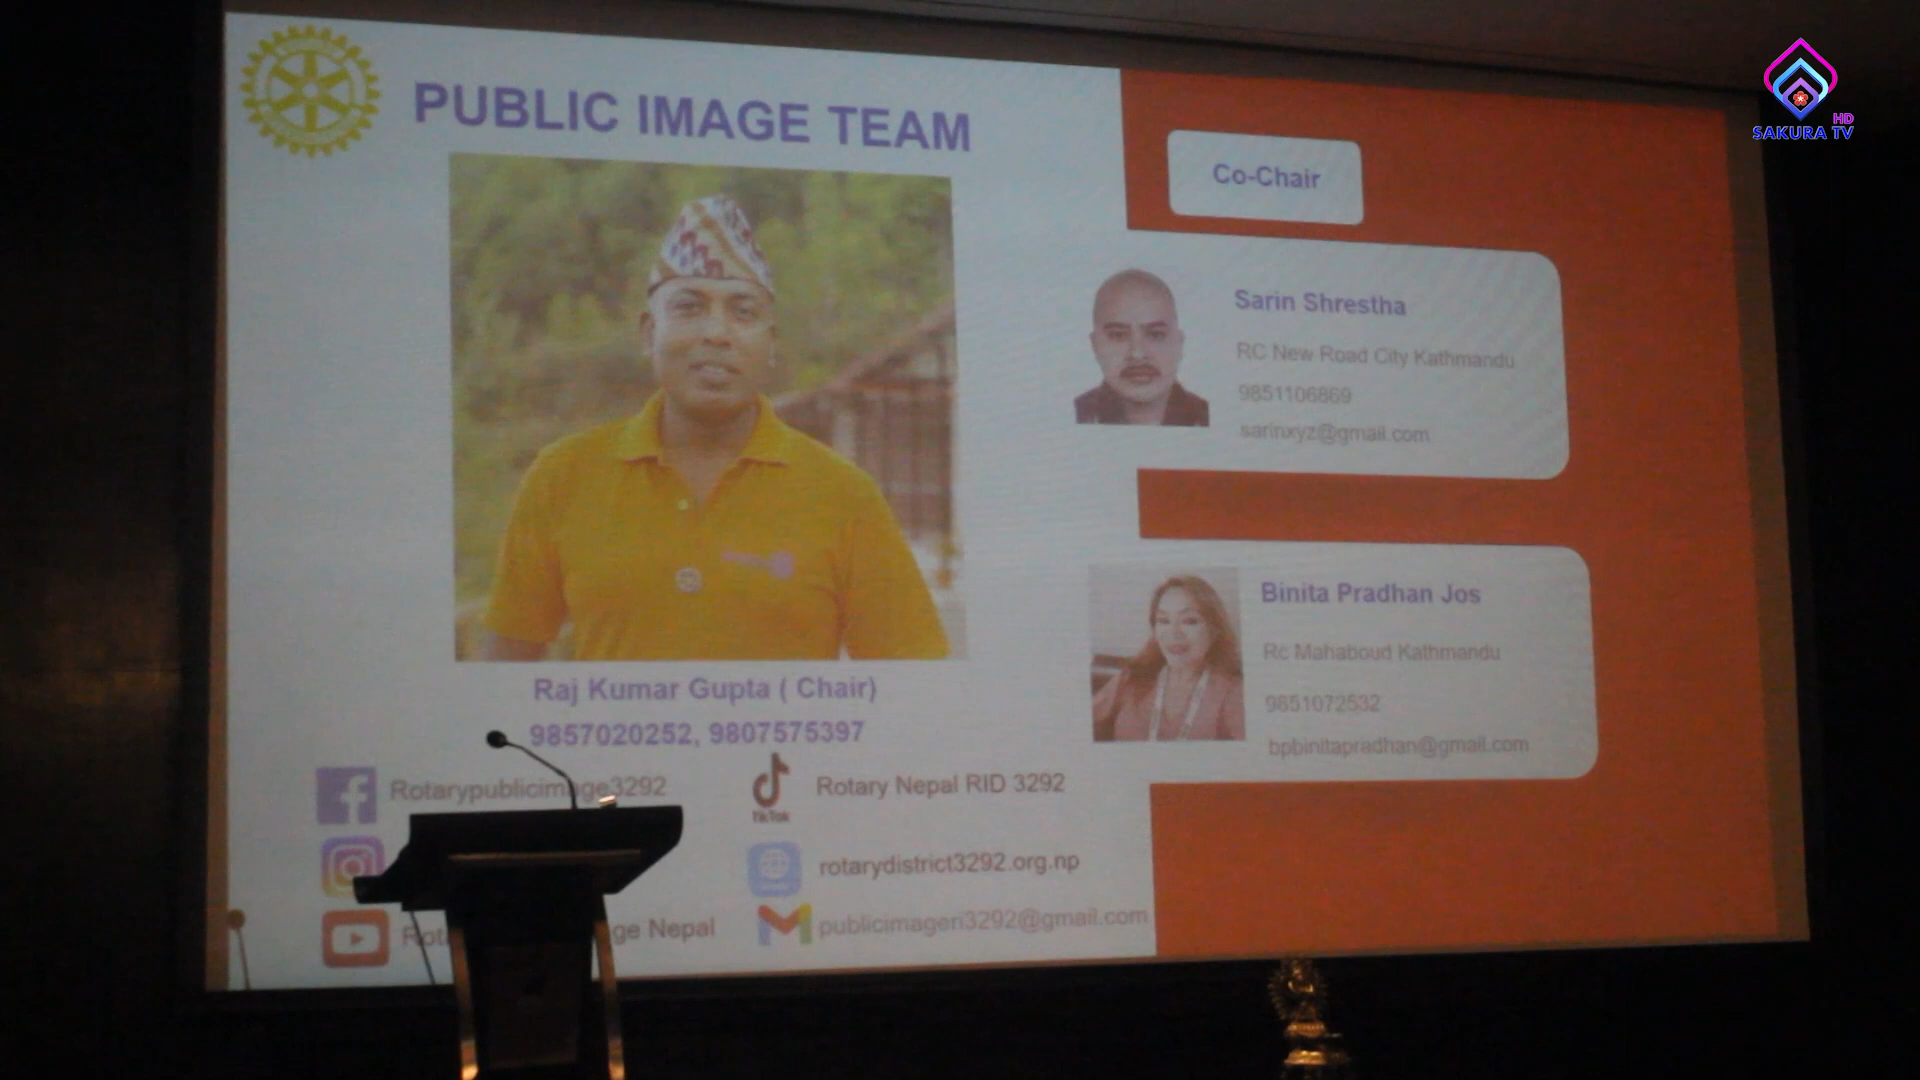 PUBLIC IMAGE TEAM
Raj Kumar Gupta ( Chair)
9857020252, 9807575397
Rotarypublicimage3292
TikTok
Rotary Nepal RID 3292
rotarydistrict3292.org.np
ge Nepal
publicimageri3292@gmail.com
Co-Chair
Sarin Shrestha
RC New Road City Kathmandu
9851106869
sarinxyz@gmail.com
Binita Pradhan Jos
Rc Mahaboud Kathmandu
9851072532
bpbinitapradhan@gmail.com
HD
SAKURA TV